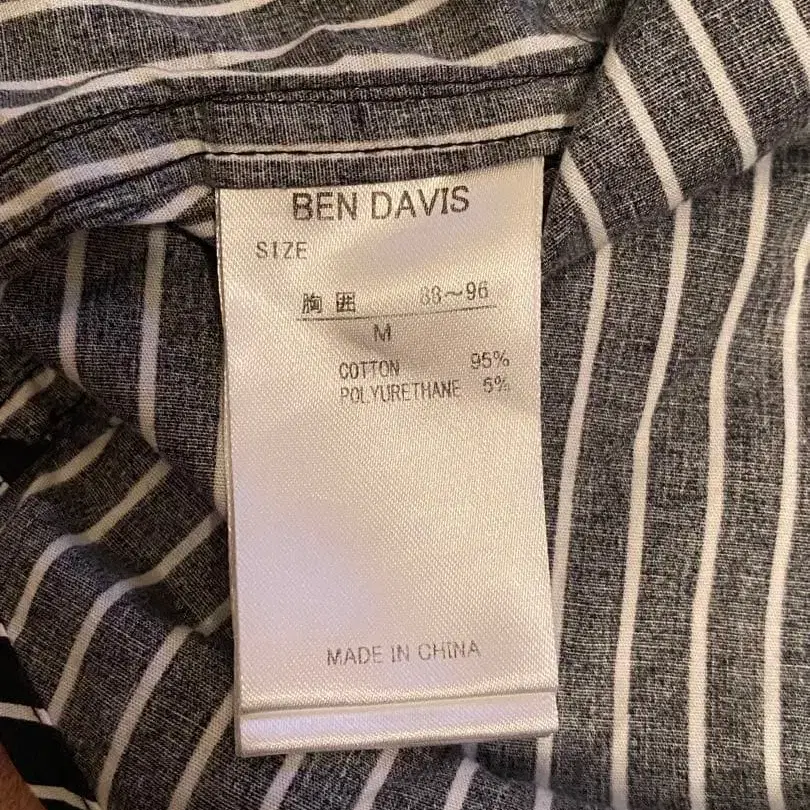 BEN DAVIS
SIZE
胸囲 88～96
M
COTTON 95%
POLYURETHANE 5%
MADE IN CHINA